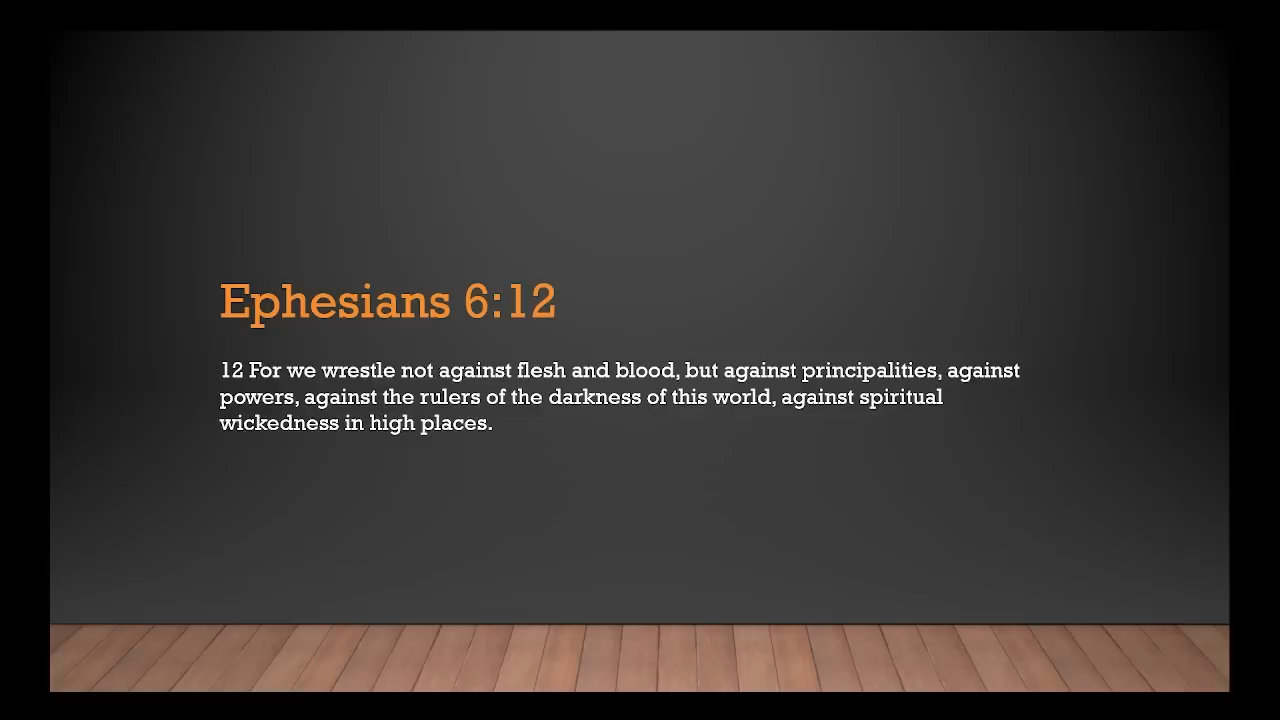 Ephesians 6:12
12 For we wrestle not against flesh and blood, but against principalities, against
powers, against the rulers of the darkness of this world, against spiritual
wickedness in high places.